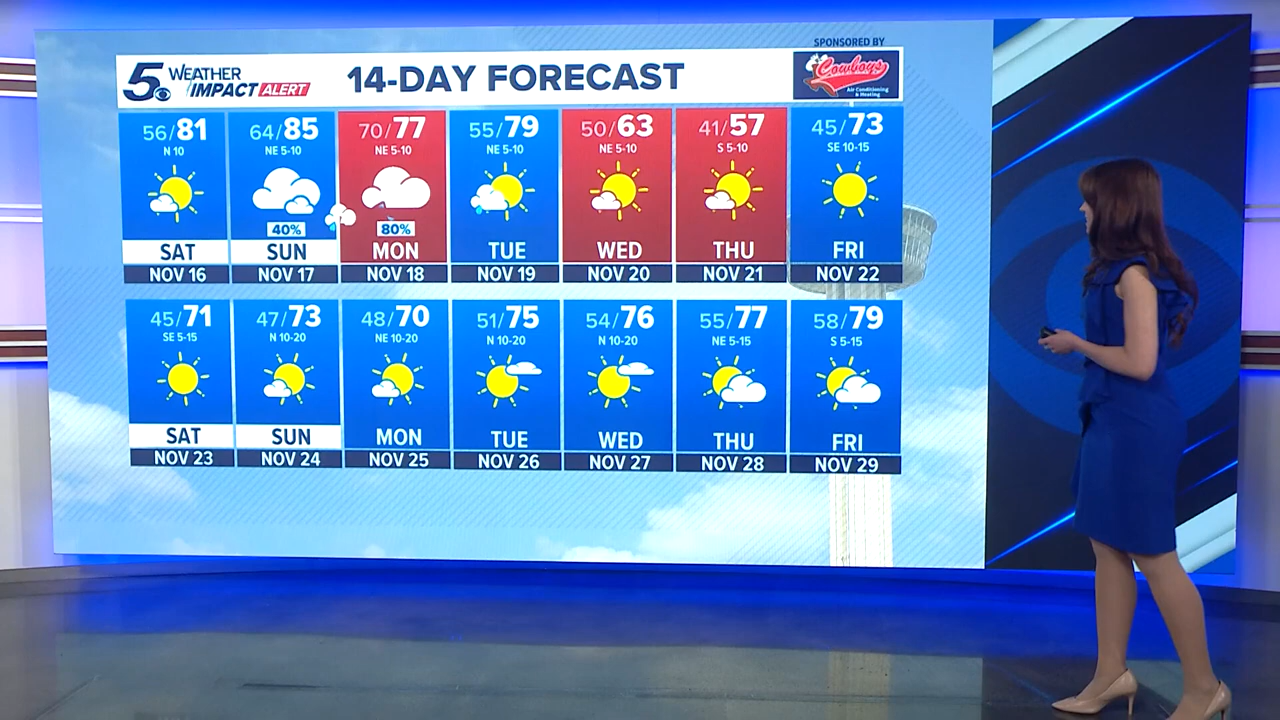 SPONSORED BY
5 WEATHER
IMPACT ALERT
14-DAY FORECAST
Cowboys
Air Conditioning
& Heating
56/81 64/85 70/77 55/79 50/63 41/57 45/73
N 10 NE 5-10 NE 5-10 NE 5-10 NE 5-10 S 5-10 SE 10-15
40% 80%
SAT SUN MON TUE WED THU FRI
NOV 16 NOV 17 NOV 18 NOV 19 NOV 20 NOV 21 NOV 22
45/71 47/73 48/70 51/75 54/76 55/77 58/79
SE 5-15 N 10-20 NE 10-20 N 10-20 N 10-20 NE 5-15 S 5-15
SAT SUN MON TUE WED THU FRI
NOV 23 NOV 24 NOV 25 NOV 26 NOV 27 NOV 28 NOV 29